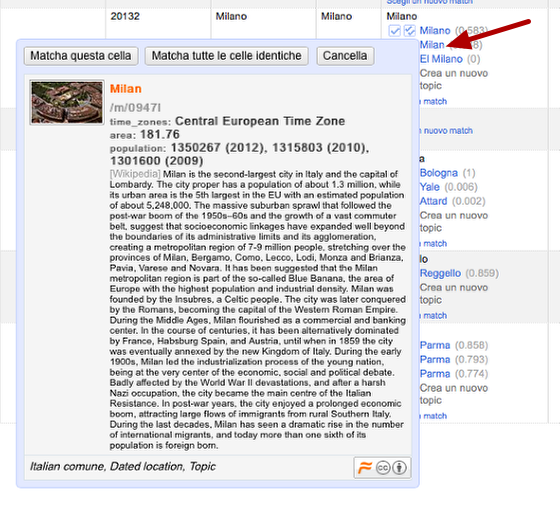 Scegli un nuovo match
20132 Milano Milano Milano
Milano (0.583)
Milan
El Milano (0)
Crea un nuovo
topic
match
nuovo match
a
Bologna (1)
Yale (0.006)
Attard (0.002)
Crea un nuovo
topic
match
lo
Reggello (0.859)
Crea un nuovo
topic
match
Parma (0.858)
Parma (0.793)
Parma (0.774)
Crea un nuovo
topic
match
Matcha questa cella Matcha tutte le celle identiche Cancella
Milan
/m/0947l
time_zones: Central European Time Zone
area: 181.76
population: 1350267 (2012), 1315803 (2010),
1301600 (2009)
[Wikipedia] Milan is the second-largest city in Italy and the capital of
Lombardy. The city proper has a population of about 1.3 million, while
its urban area is the 5th largest in the EU with an estimated population
of about 5,248,000. The massive suburban sprawl that followed the
post-war boom of the 1950s–60s and the growth of a vast commuter
belt, suggest that socioeconomic linkages have expanded well beyond
the boundaries of its administrative limits and its agglomeration,
creating a metropolitan region of 7-9 million people, stretching over the
provinces of Milan, Bergamo, Como, Lecco, Lodi, Monza and Brianza,
Pavia, Varese and Novara. It has been suggested that the Milan
metropolitan region is part of the so-called Blue Banana, the area of
Europe with the highest population and industrial density. Milan was
founded by the Insubres, a Celtic people. The city was later conquered
by the Romans, becoming the capital of the Western Roman Empire.
During the Middle Ages, Milan flourished as a commercial and banking
center. In the course of centuries, it has been alternatively dominated
by France, Habsburg Spain, and Austria, until when in 1859 the city
was eventually annexed by the new Kingdom of Italy. During the early
1900s, Milan led the industrialization process of the young nation,
being at the very center of the economic, social and political debate.
Badly affected by the World War II devastations, and after a harsh
Nazi occupation, the city became the main centre of the Italian
Resistance. In post-war years, the city enjoyed a prolonged economic
boom, attracting large flows of immigrants from rural Southern Italy.
During the last decades, Milan has seen a dramatic rise in the number
of international migrants, and today more than one sixth of its
population is foreign born.
Italian comune, Dated location, Topic
cc